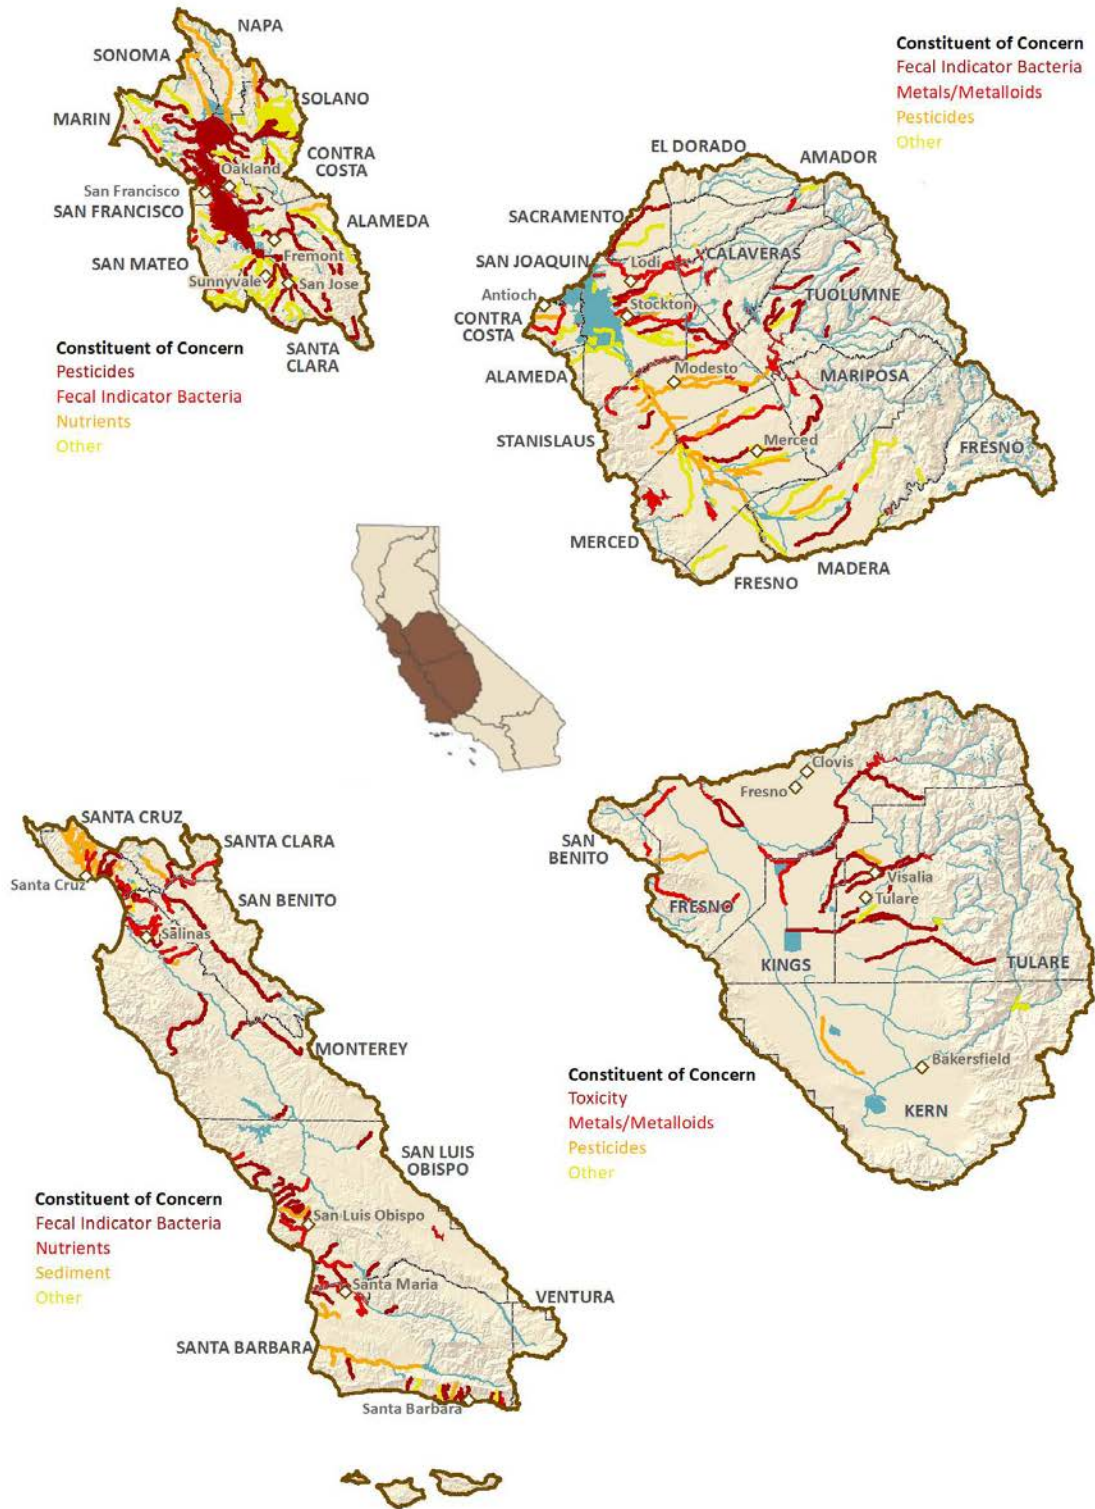 NAPA
SONOMA
SOLANO
MARIN
CONTRA
COSTA
Oakland
San Francisco
SAN FRANCISCO
ALAMEDA
SAN MATEO
Fremont
Sunnyvale
San Jose
SANTA
CLARA
Constituent of Concern
Pesticides
Fecal Indicator Bacteria
Nutrients
Other
Constituent of Concern
Fecal Indicator Bacteria
Metals/Metalloids
Pesticides
Other
EL DORADO
AMADOR
SACRAMENTO
SAN JOAQUIN
CALAVERAS
Lodi
Antioch
Stockton
TUOLUMNE
CONTRA
COSTA
ALAMEDA
Modesto
MARIPOSA
STANISLAUS
Merced
FRESNO
MERCED
MADERA
FRESNO
SANTA CRUZ
SANTA CLARA
Santa Cruz
SAN BENITO
Salinas
MONTEREY
SAN LUIS
OBISPO
Constituent of Concern
Fecal Indicator Bacteria
Nutrients
Sediment
Other
San Luis Obispo
Santa Maria
VENTURA
SANTA BARBARA
Santa Barbara
Clovis
Fresno
SAN
BENITO
Visalia
FRESNO
Tulare
KINGS
TULARE
Bakersfield
KERN
Constituent of Concern
Toxicity
Metals/Metalloids
Pesticides
Other